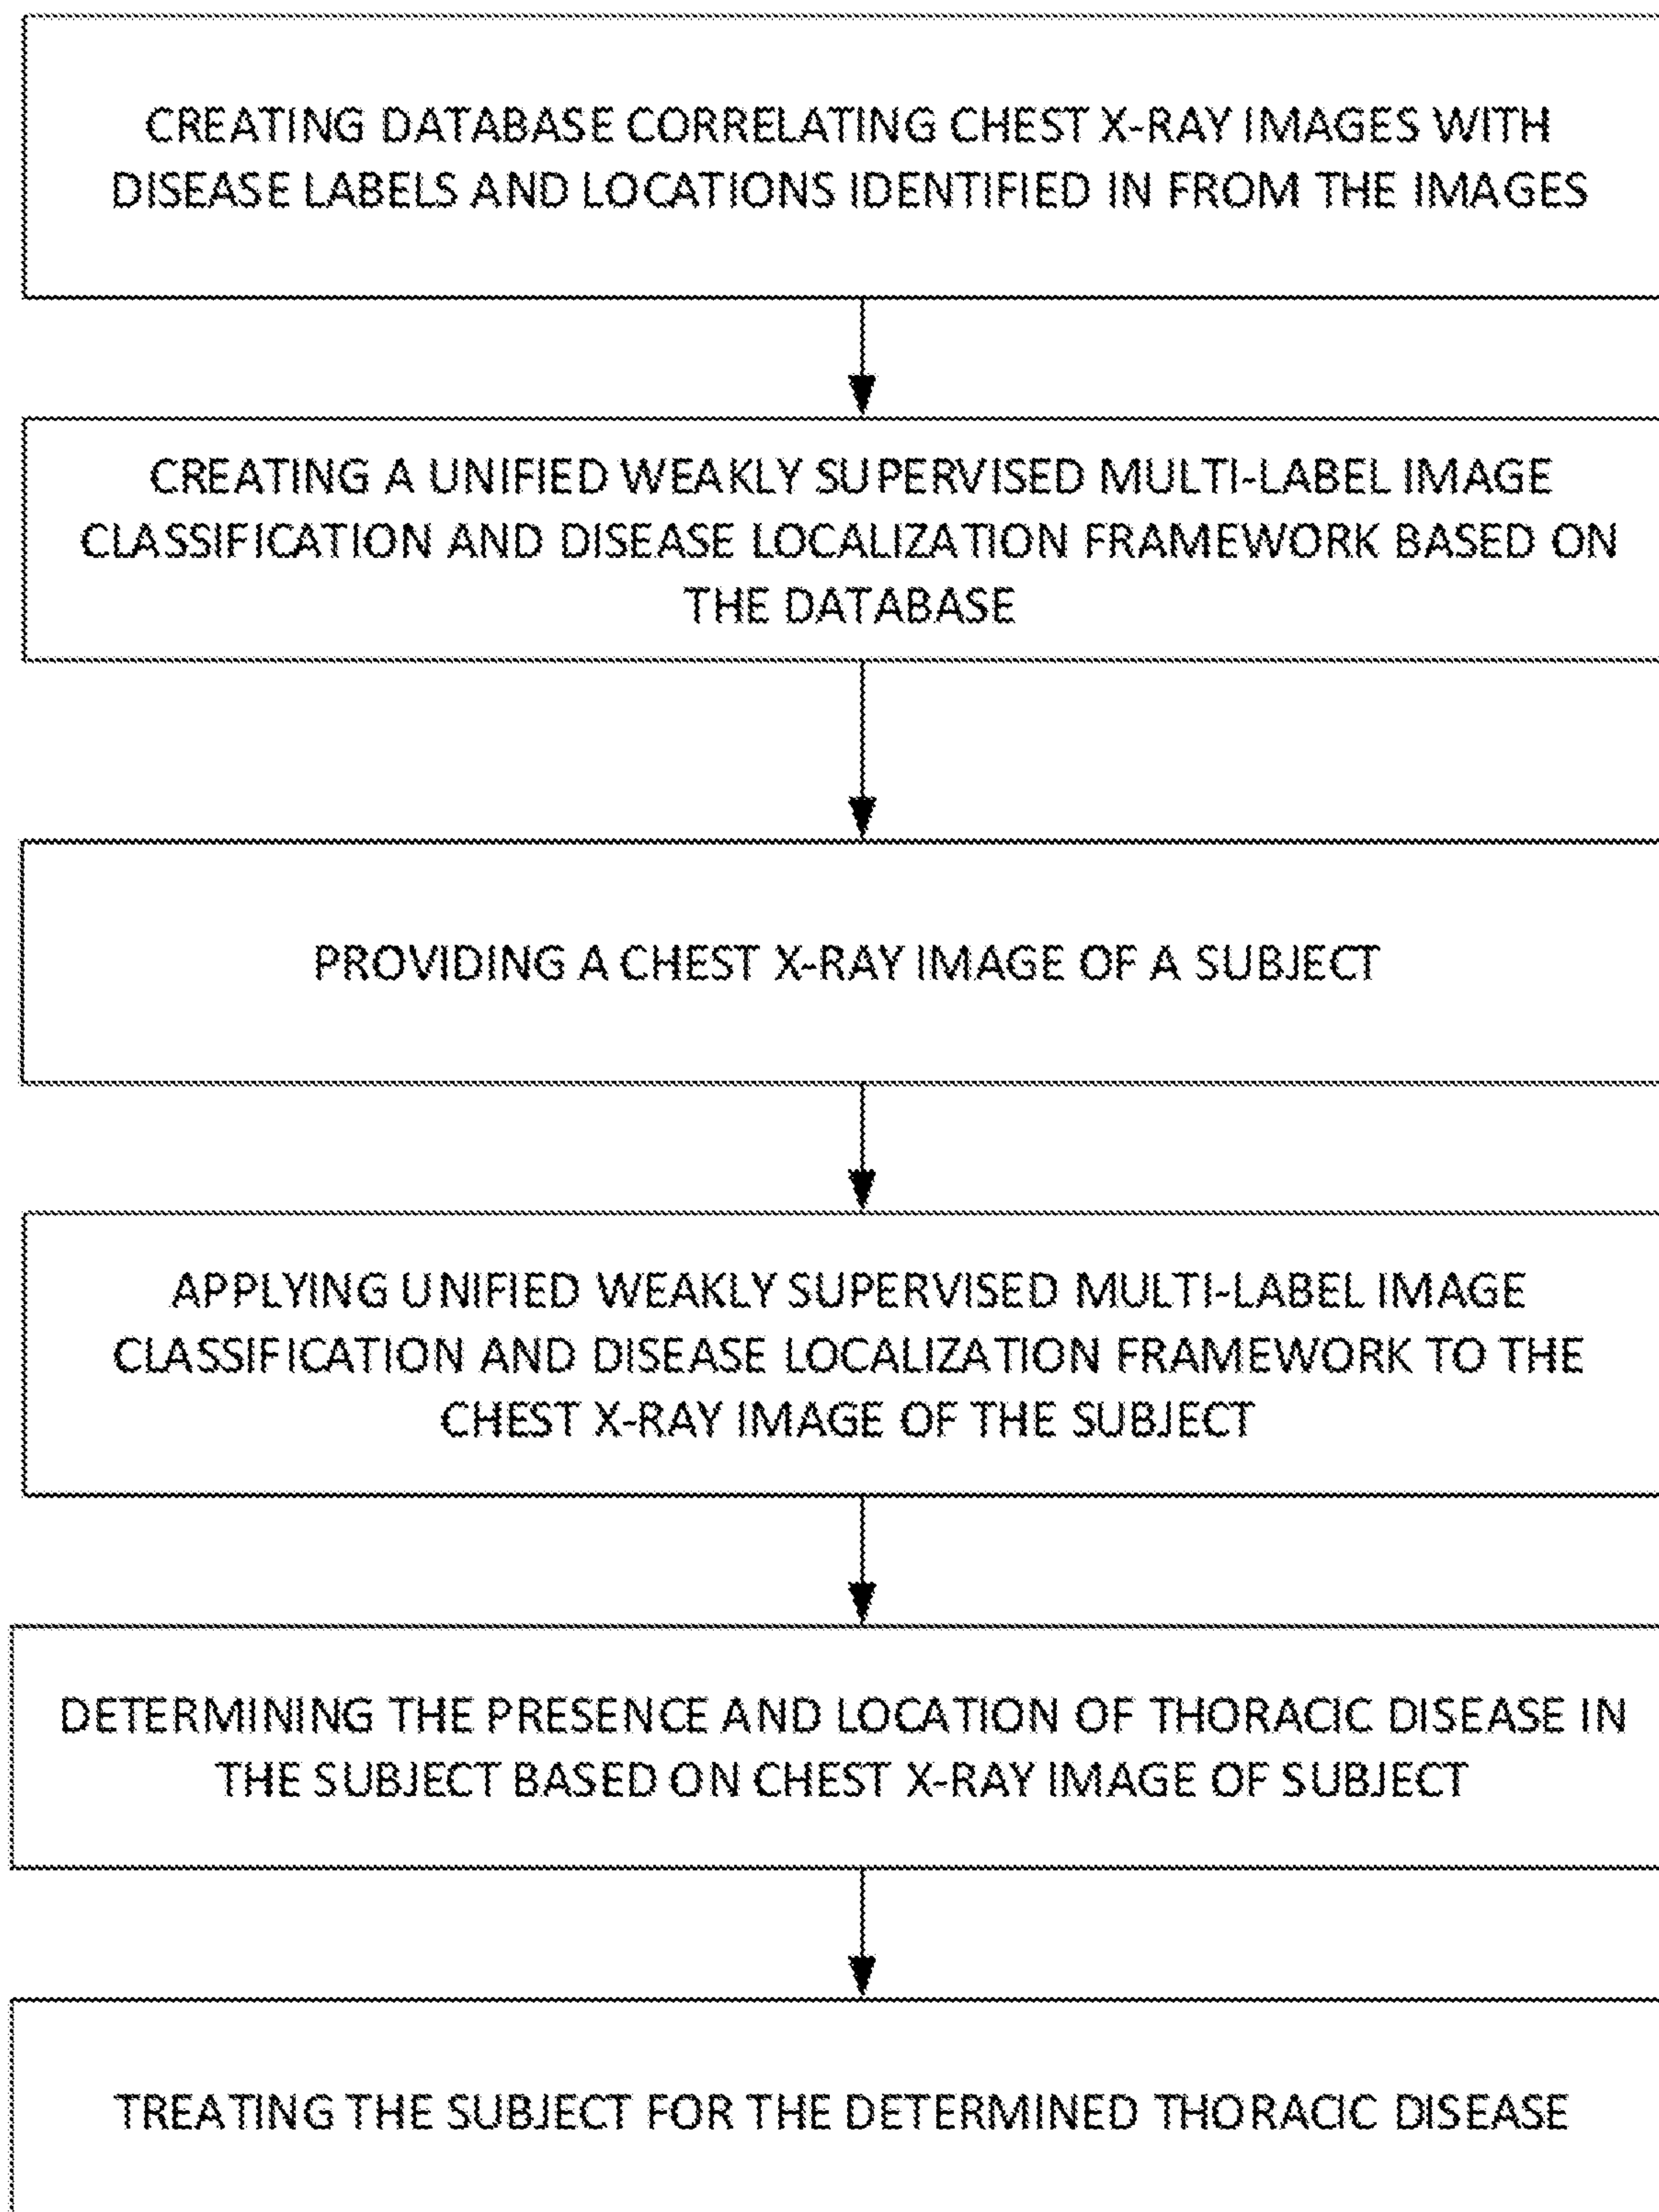 CREATING DATABASE CORRELATING CHEST X-RAY IMAGES WITH
DISEASE LABELS AND LOCATIONS IDENTIFIED IN FROM THE IMAGES
CREATING A UNIFIED WEAKLY SUPERVISED MULTI-LABEL IMAGE
CLASSIFICATION AND DISEASE LOCALIZATION FRAMEWORK BASED ON
THE DATABASE
PROVIDING A CHEST X-RAY IMAGE OF A SUBJECT
APPLYING UNIFIED WEAKLY SUPERVISED MULTI-LABEL IMAGE
CLASSIFICATION AND DISEASE LOCALIZATION FRAMEWORK TO THE
CHEST X-RAY IMAGE OF THE SUBJECT
DETERMINING THE PRESENCE AND LOCATION OF THORACIC DISEASE IN
THE SUBJECT BASED ON CHEST X-RAY IMAGE OF SUBJECT
TREATING THE SUBJECT FOR THE DETERMINED THORACIC DISEASE